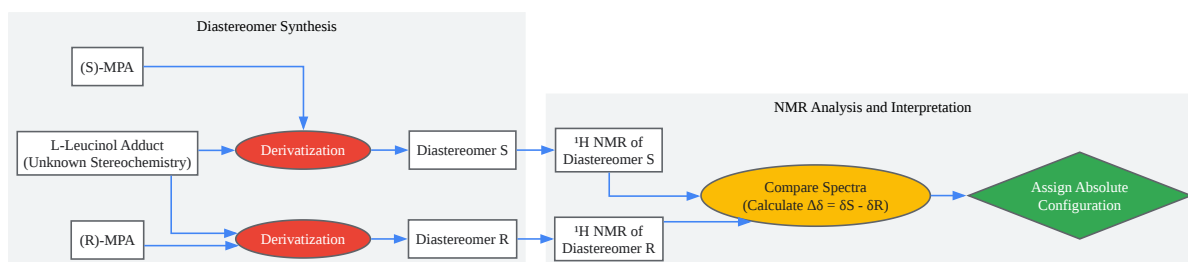 Diastereomer Synthesis
(S)-MPA
L-Leucinol Adduct
(Unknown Stereochemistry)
Derivatization
Diastereomer S
(R)-MPA
Derivatization
Diastereomer R
NMR Analysis and Interpretation
¹H NMR of
Diastereomer S
¹H NMR of
Diastereomer R
Compare Spectra
(Calculate Δδ = δS - δR)
Assign Absolute
Configuration